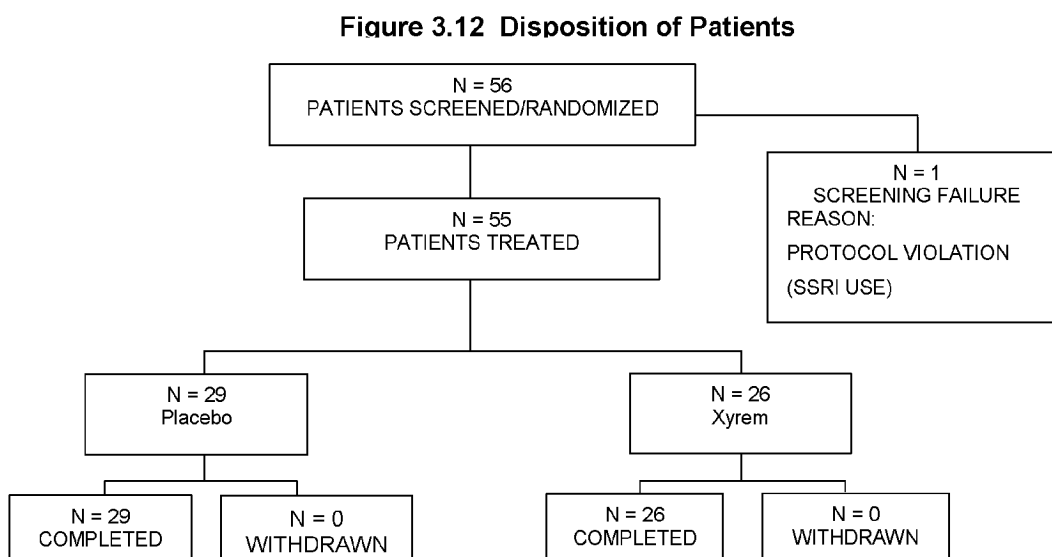 Figure 3.12 Disposition of Patients
N = 56
PATIENTS SCREENED/RANDOMIZED
N = 1
SCREENING FAILURE
REASON:
PROTOCOL VIOLATION
(SSRI USE)
N = 55
PATIENTS TREATED
N = 29
Placebo
N = 26
Xyrem
N = 29
COMPLETED
N = 0
WITHDRAWN
N = 26
COMPLETED
N = 0
WITHDRAWN